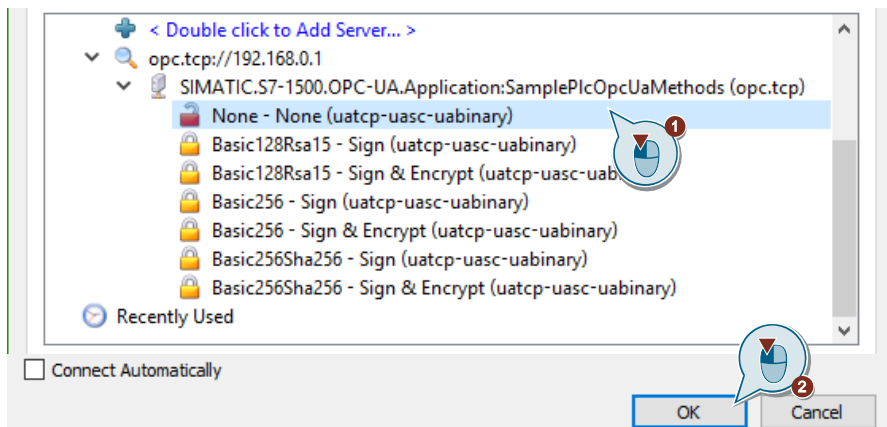 < Double click to Add Server... >
opc.tcp://192.168.0.1
SIMATIC.S7-1500.OPC-UA.Application:SamplePlcOpcUaMethods (opc.tcp)
None - None (uatcp-uasc-uabinary)
1
Basic128Rsa15 - Sign (uatcp-uasc-uabinary)
Basic128Rsa15 - Sign & Encrypt (uatcp-uasc-uab
Basic256 - Sign (uatcp-uasc-uabinary)
Basic256 - Sign & Encrypt (uatcp-uasc-uabinary)
Basic256Sha256 - Sign (uatcp-uasc-uabinary)
Basic256Sha256 - Sign & Encrypt (uatcp-uasc-uabinary)
Recently Used
Connect Automatically
2
OK
Cancel